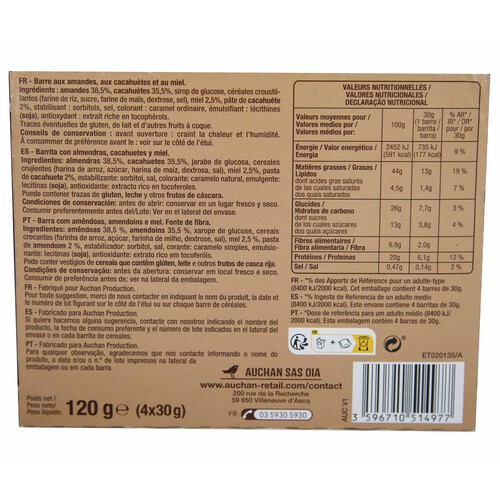 FR - Barre aux amandes, aux cacahuètes et au miel.
Ingrédients : amandes 38,5%, cacahuètes 35,5%, sirop de glucose, céréales croustil-
lantes (farine de riz, sucre, farine de maïs, dextrose, sel), miel 2,5%, pâte de cacahuète
2%, stabilisant : sorbitols, sel, colorant : caramel ordinaire, émulsifiant : lécithines
(soja), antioxydant : extrait riche en tocophérols.
Traces éventuelles de gluten, de lait et d'autres fruits à coque.
Conseils de conservation : avant ouverture : craint la chaleur et l'humidité.
À consommer de préférence avant le : voir sur le côté de l'étui.
ES - Barrita con almendras, cacahuetes y miel.
Ingredientes: almendras 38,5%, cacahuetes 35,5%, jarabe de glucosa, cereales
crujientes (harina de arroz, azúcar, harina de maíz, dextrosa, sal), miel 2,5%, pasta
de cacahuete 2%, estabilizador: sorbitol, sal, colorante: caramelo natural, emulgente:
lecitinas (soja), antioxidante: extracto rico en tocoferoles.
Puede contener trazas de gluten, leche y otros frutos de cáscara.
Condiciones de conservación: antes de abrir: conservar en lugar fresco y seco.
Consumir preferentemente antes del/Lote: Ver en el lateral del envase.
PT - Barra com amêndoas, amendoins e mel. Fonte de fibra.
Ingredientes: amêndoas 38,5 %, amendoins 35,5 %, xarope de glucose, cereais
crocantes (farinha de arroz, açúcar, farinha de milho, dextrose, sal), mel 2,5 %, pasta
de amendoim 2 %, estabilizador: sorbitol, sal, corante: caramelo simples, emulsio-
nante: lecitinas (soja), antioxidante: extrato rico em tocoferóis.
Pode conter vestígios de cereais que contêm glúten, leite e outros frutos de casca rija.
Condições de conservação: antes da abertura: conservar em local fresco e seco.
Consumir de preferência antes de: ver na lateral da embalagem.
FR - Fabriqué pour Auchan Production.
Pour toute suggestion, merci de nous contacter en indiquant le nom du produit, la date et
le numéro de lot figurant sur le côté de l'étui ou sur chaque emballage des barres.
ES - Fabricado para Auchan Production.
Si quiere hacernos alguna sugerencia, contacte con nosotros indicando el nombre del
producto, la fecha de consumo preferente y el número de lote indicados en el lateral del
envase o en cada barrita de cereales.
PT - Fabricado para Auchan Production.
Para qualquer observação, agradecemos que nos contactem indicando o nome do
produto, a data e/ou o n.° de lote impressos na lateral da embalagem ou em cada barra.
VALEURS NUTRITIONNELLES /
VALORES NUTRICIONALES /
DECLARAÇÃO NUTRICIONAL
Valeurs moyennes pour / Valores medios por / Valores médios por: 100g 30g (1 barre / barrita / barra) % AR* / IR* / DR* pour / por 30g
Énergie / Valor energético / Energia 2452 kJ (591 kcal) 735 kJ (177 kcal) 9 %
Matières grasses / Grasas / Lípidos 44g 13g 19 %
dont acides gras saturés / de las cuales saturadas / dos quais saturados 4,5g 1,4g 7 %
Glucides / Hidratos de carbono 26g 7,7g 3 %
dont sucres / de los cuales azúcares / dos quais açúcares 13g 3,8g 4 %
Fibres alimentaires / Fibra alimentaria / Fibra 6,8g 2,0g -
Protéines / Proteínas 20g 6,1g 12 %
Sel / Sal 0,47g 0,14g 2 %
FR - *% des Apports de Référence pour un adulte-type
(8400 kJ/2000 kcal). Cet emballage contient 4 barres de 30g.
ES - *% Ingesta de Referencia de un adulto medio
(8400 kJ/2000 kcal). Este envase contiene 4 barritas de 30g.
PT - *Dose de referência para um adulto médio (8400 kJ/
2000 kcal). Esta embalagem contém 4 barras de 30g.
FR
ET020135/A
AUCHAN SAS OIA
www.auchan-retail.com/contact
200 rue de la Recherche
59 650 Villeneuve d'Ascq
FR 03 5930 5930
Poids net /
Peso neto /
Peso líquido:
120 g e (4x30 g)
AUC V1
3 596710 514977